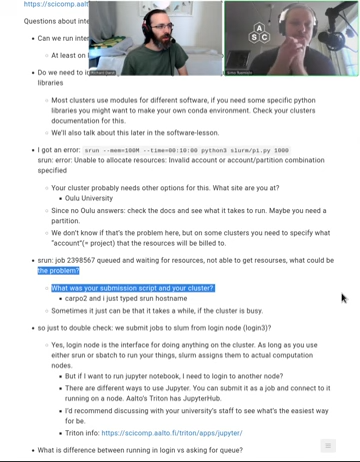 https://scicomp.aalt
Questions about inte
Can we run inter
At least on l
Do we need to l
libraries
Most clusters use modules for different software, if you need some specific python
libraries you might want to make your own conda environment. Check your clusters
documentation for this.
We'll also talk about this later in the software-lesson.
I got an error: srun --mem=100M --time=00:10:00 python3 slurm/pi.py 1000
srun: error: Unable to allocate resources: Invalid account or account/partition combination
specified
Your cluster probably needs other options for this. What site are you at?
Oulu University
Since no Oulu answers: check the docs and see what it takes to run. Maybe you need a
partition.
We don't know if that's the problem here, but on some clusters you need to specify what
"account"(= project) that the resources will be billed to.
srun: job 2398567 queued and waiting for resources, not able to get resources, what could be
the problem?
What was your submission script and your cluster?
carpo2 and i just typed srun hostname
Sometimes it just can be that it takes a while, if the cluster is busy.
so just to double check: we submit jobs to slum from login node (login3)?
Yes, login node is the interface for doing anything on the cluster. As long as you use
either srun or sbatch to run your things, slurm assigns them to actual computation
nodes.
But if I want to run jupyter notebook, I need to login to another node?
There are different ways to use Jupyter. You can submit it as a job and connect to it
running on a node. Aalto's Triton has JupyterHub.
I'd recommend discussing with your university's staff to see what's the easiest way
for be.
Triton info: https://scicomp.aalto.fi/triton/apps/jupyter/
What is difference between running in login vs asking for queue?
A
S C